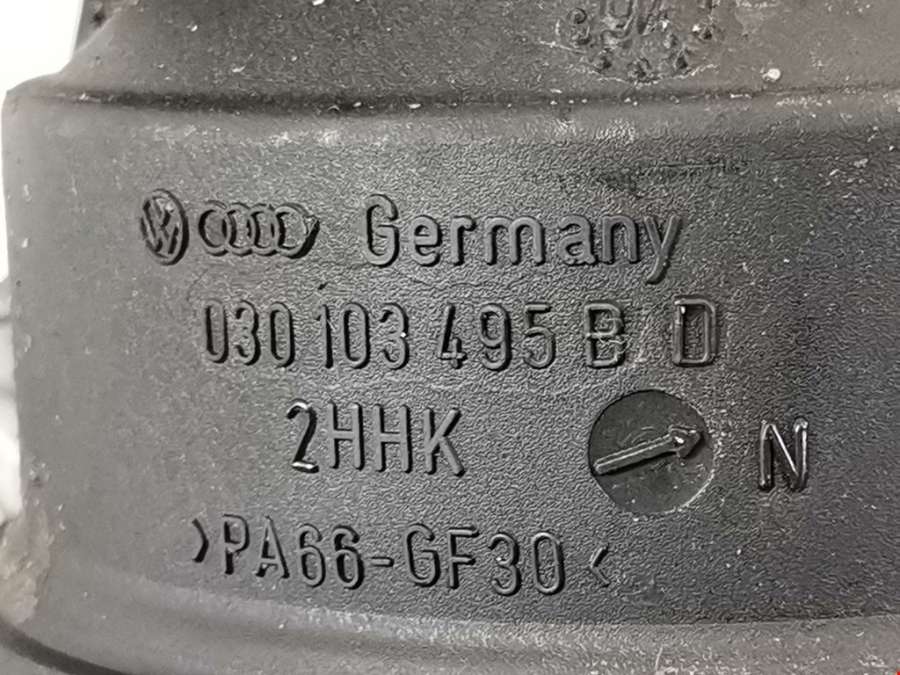 Germany
030 103 495 B/D
2HHK N
>PA66-GF30<